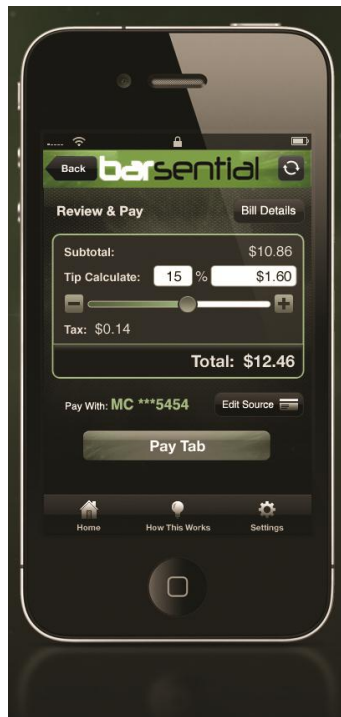 Back barsential
Review & Pay Bill Details
Subtotal: $10.86
Tip Calculate: 15 % $1.60
Tax: $0.14
Total: $12.46
Pay With: MC ***5454 Edit Source
Pay Tab
Home How This Works Settings